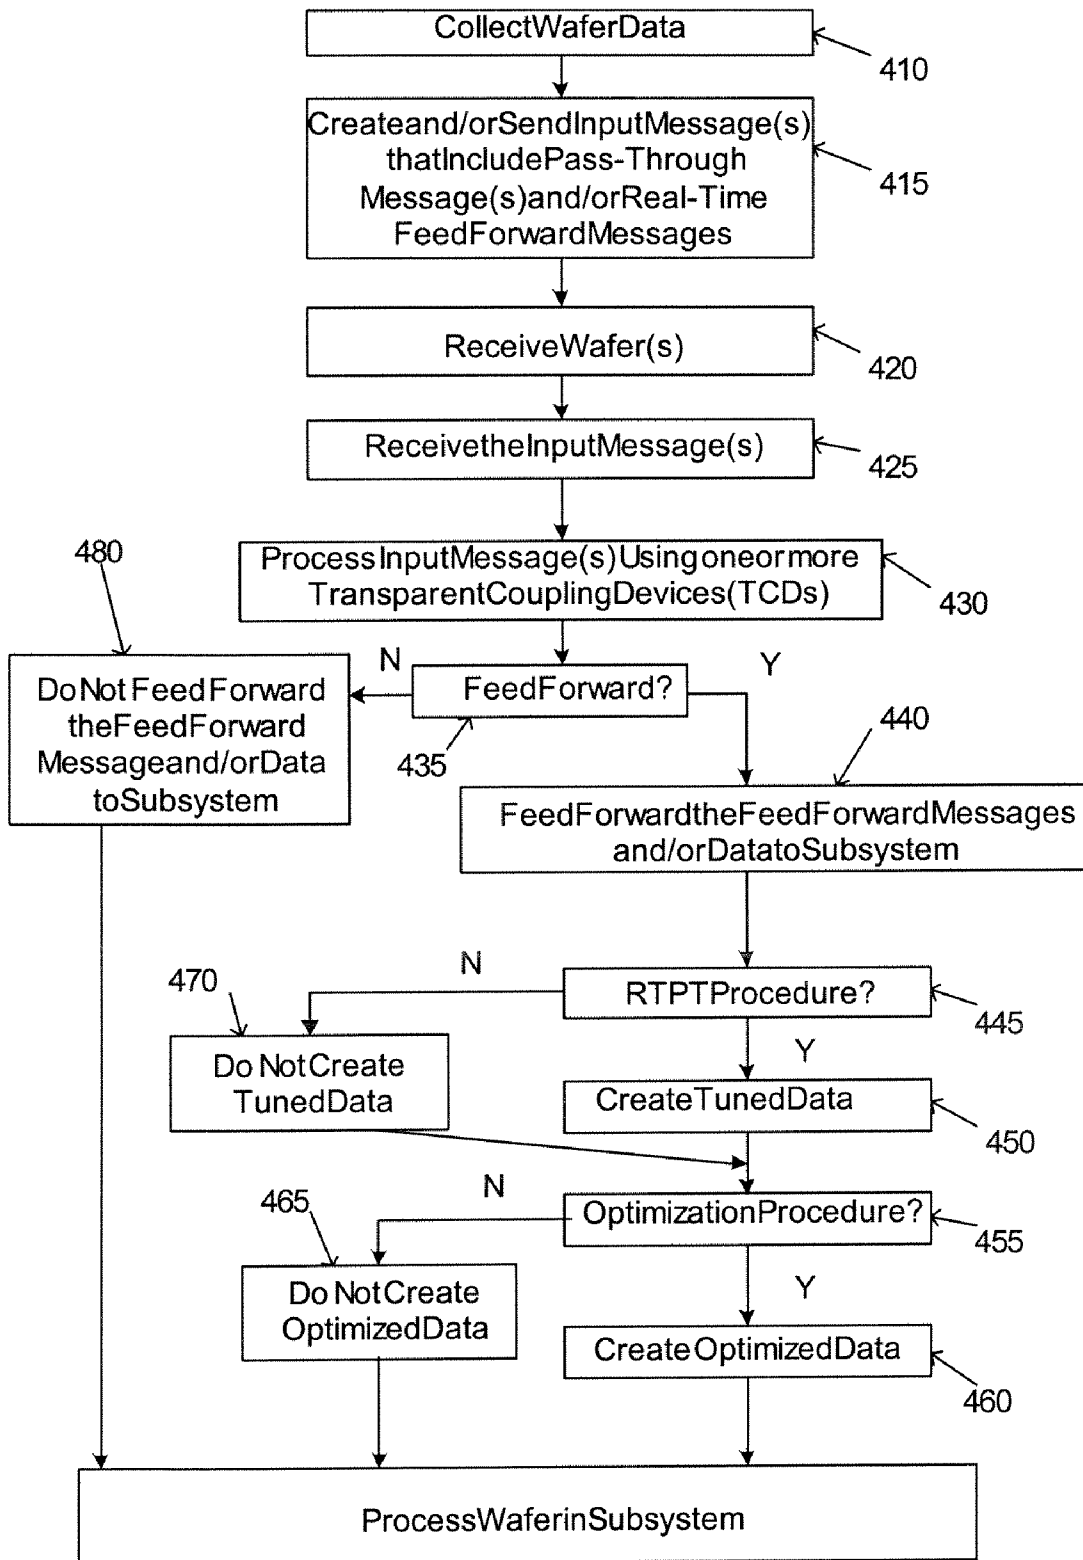 CollectWaferData
410
Createand/orSendInputMessage(s)
thatIncludePass-Through
Message(s)and/orReal-Time
FeedForwardMessages
415
ReceiveWafer(s)
420
ReceivetheInputMessage(s)
425
480
ProcessInputMessage(s)Usingoneormore
TransparentCouplingDevices(TCDs)
430
N
FeedForward?
Y
435
DoNotFeedForward
theFeedForward
Messageand/orData
toSubsystem
440
FeedForwardtheFeedForwardMessages
and/orDatatoSubsystem
N
470
RTPTProcedure?
445
Y
DoNotCreate
TunedData
CreateTunedData
450
N
465
OptimizationProcedure?
455
Y
DoNotCreate
OptimizedData
CreateOptimizedData
460
ProcessWaferinSubsystem